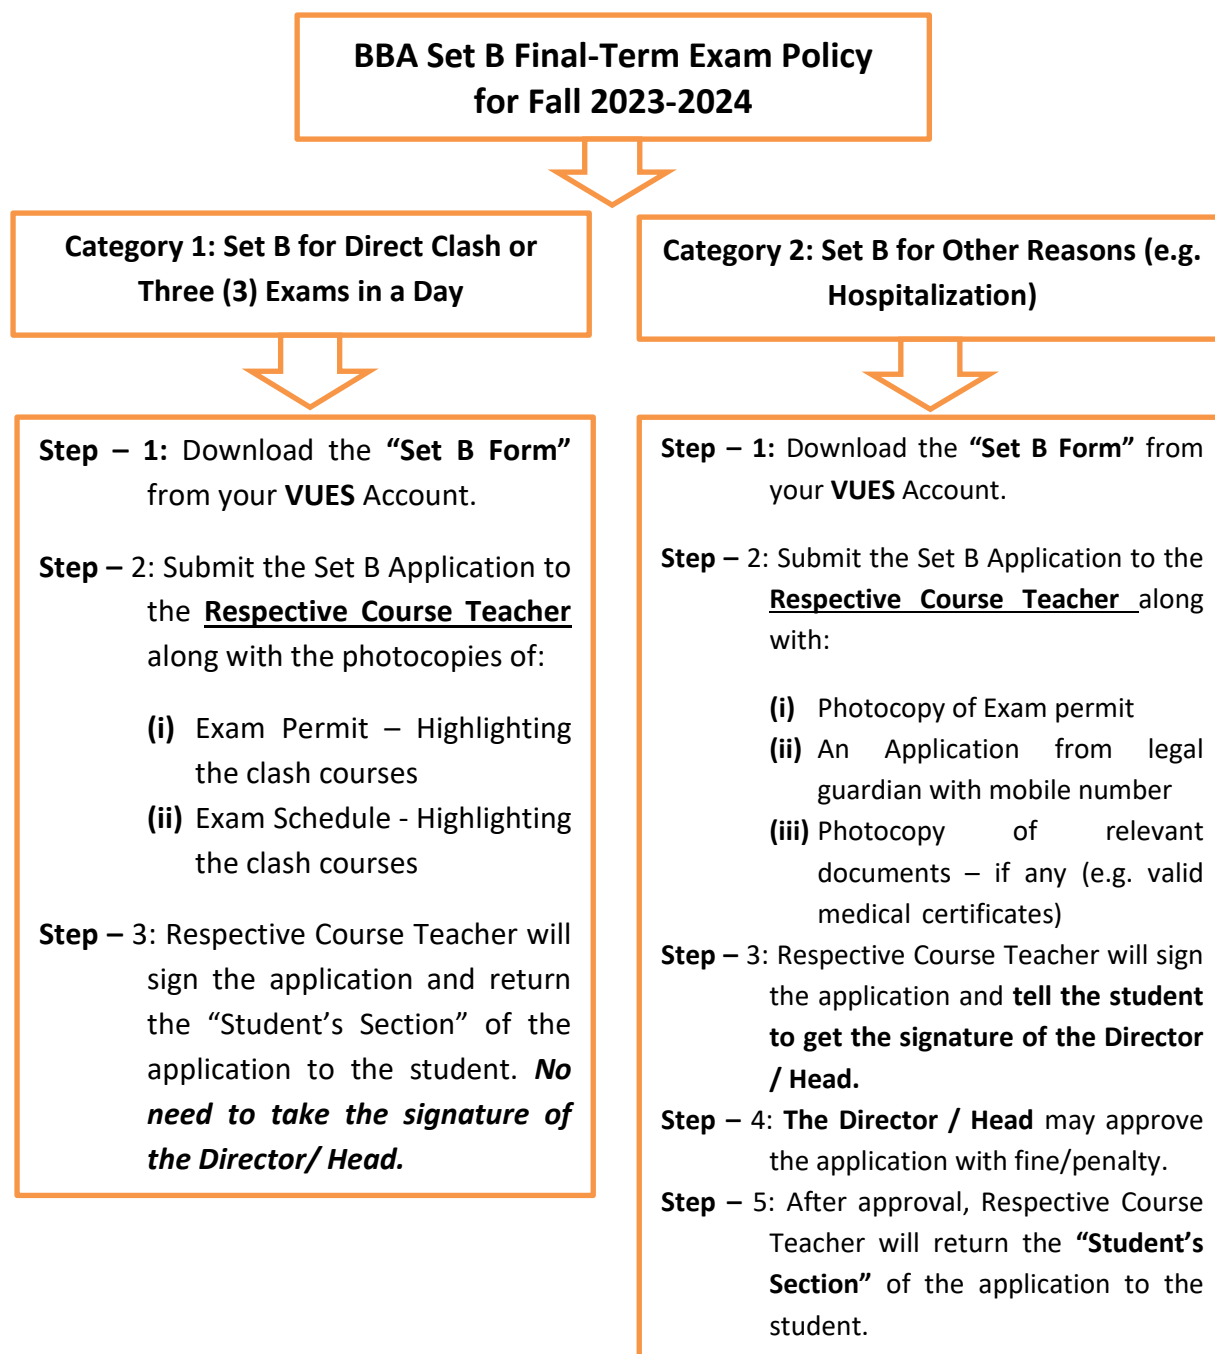 BBA Set B Final-Term Exam Policy
for Fall 2023-2024
Category 1: Set B for Direct Clash or
Three (3) Exams in a Day
Category 2: Set B for Other Reasons (e.g.
Hospitalization)
Step – 1: Download the “Set B Form”
from your VUES Account.
Step – 2: Submit the Set B Application to
the Respective Course Teacher
along with the photocopies of:
(i) Exam Permit – Highlighting
the clash courses
(ii) Exam Schedule - Highlighting
the clash courses
Step – 3: Respective Course Teacher will
sign the application and return
the “Student’s Section” of the
application to the student. No
need to take the signature of
the Director/ Head.
Step – 1: Download the “Set B Form” from
your VUES Account.
Step – 2: Submit the Set B Application to the
Respective Course Teacher along
with:
(i) Photocopy of Exam permit
(ii) An Application from legal
guardian with mobile number
(iii) Photocopy of relevant
documents – if any (e.g. valid
medical certificates)
Step – 3: Respective Course Teacher will sign
the application and tell the student
to get the signature of the Director
/ Head.
Step – 4: The Director / Head may approve
the application with fine/penalty.
Step – 5: After approval, Respective Course
Teacher will return the “Student’s
Section” of the application to the
student.